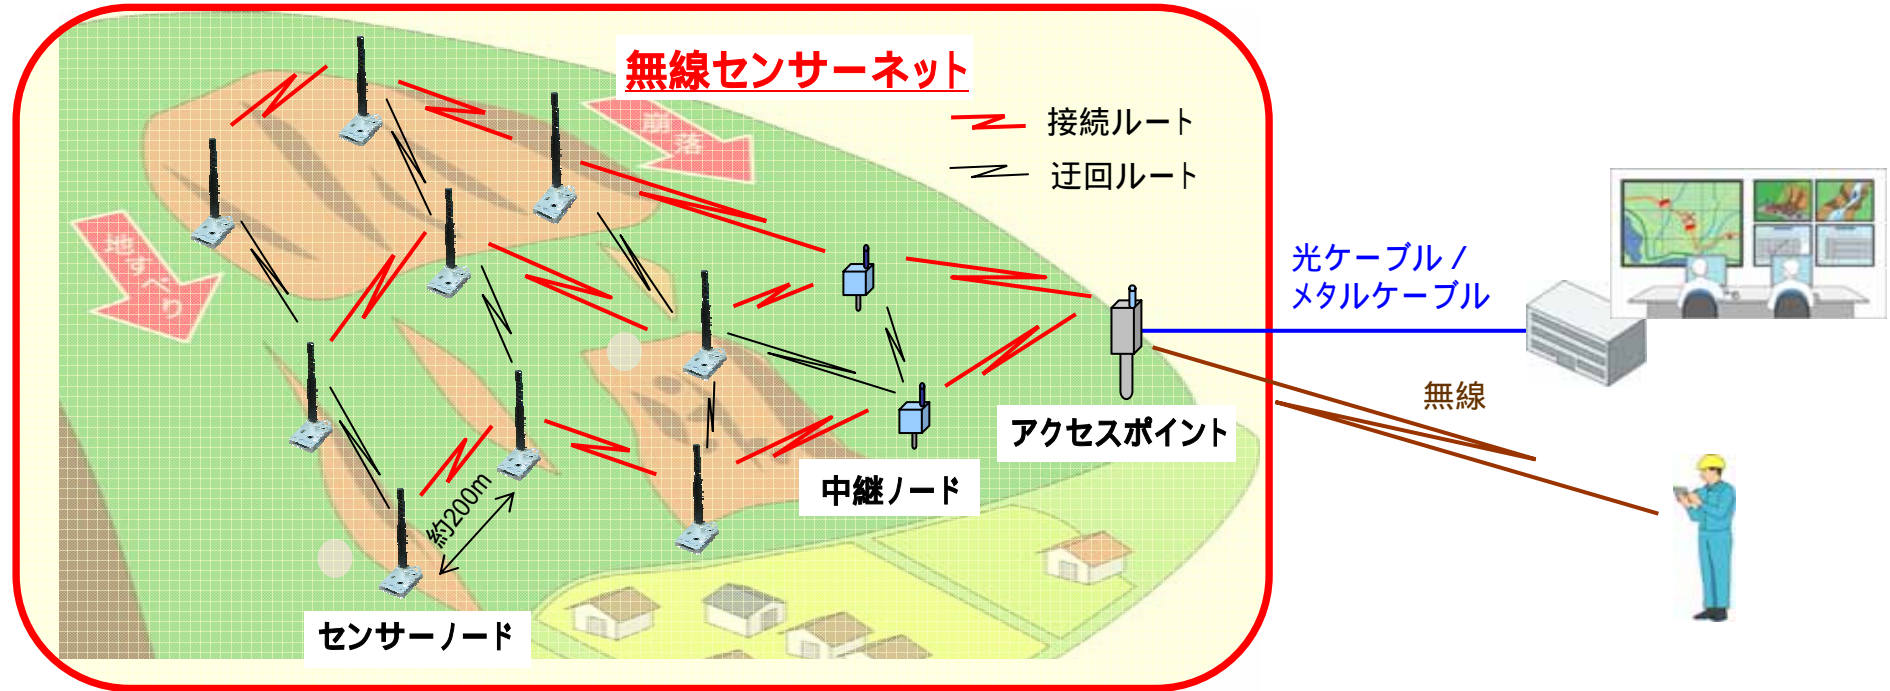 無線センサーネット
崩落
接続ルート
迂回ルート
地すべり
光ケーブル /
メタルケーブル
無線
アクセスポイント
中継ノード
約200m
センサーノード